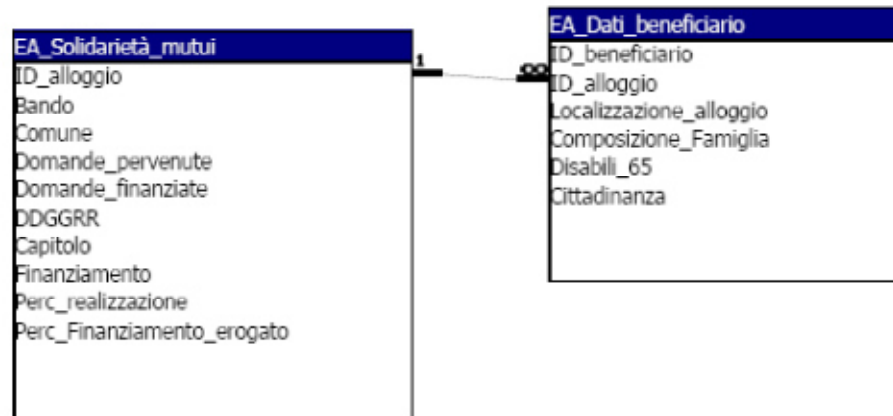 EA_Solidarietà_mutui
ID_alloggio
Bando
Comune
Domande_pervenute
Domande_finanziate
DDGGRR
Capitolo
Finanziamento
Perc_realizzazione
Perc_Finanziamento_erogato
1
∞
EA_Dati_beneficiario
ID_beneficiario
ID_alloggio
Localizzazione_alloggio
Composizione_Famiglia
Disabili_65
Cittadinanza